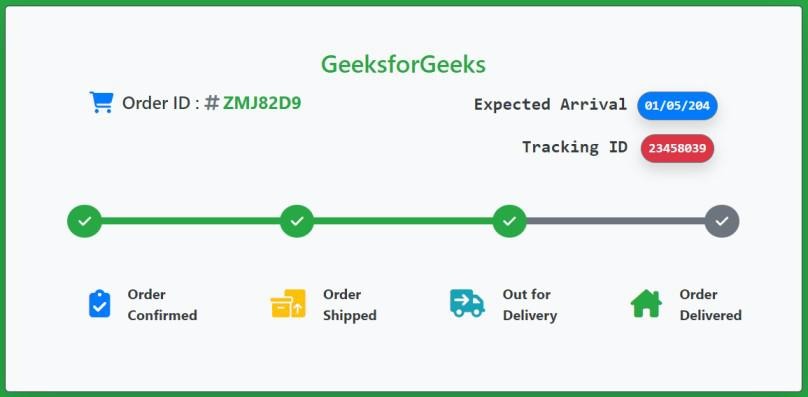 GeeksforGeeks
Order ID : #ZMJ82D9
Expected Arrival 01/05/204
Tracking ID 23458039
Order Confirmed
Order Shipped
Out for Delivery
Order Delivered